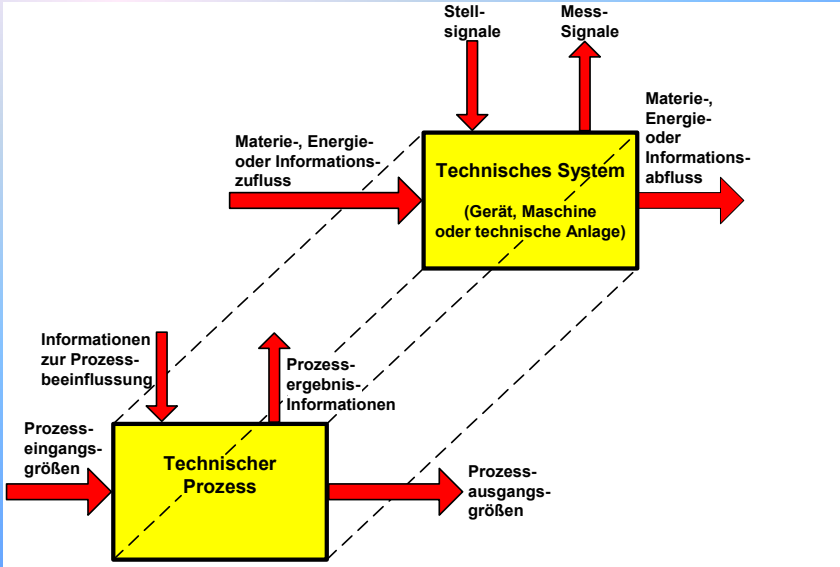 Stell-
signale
Mess-
Signale
Materie-,
Energie-
oder
Informations-
abfluss
Materie-, Energie-
oder Informations-
zufluss
Technisches System
(Gerät, Maschine
oder technische Anlage)
Informationen
zur Prozess-
beeinflussung
Prozess-
ergebnis-
Informationen
Prozess-
eingangs-
größen
Technischer
Prozess
Prozess-
ausgangs-
größen